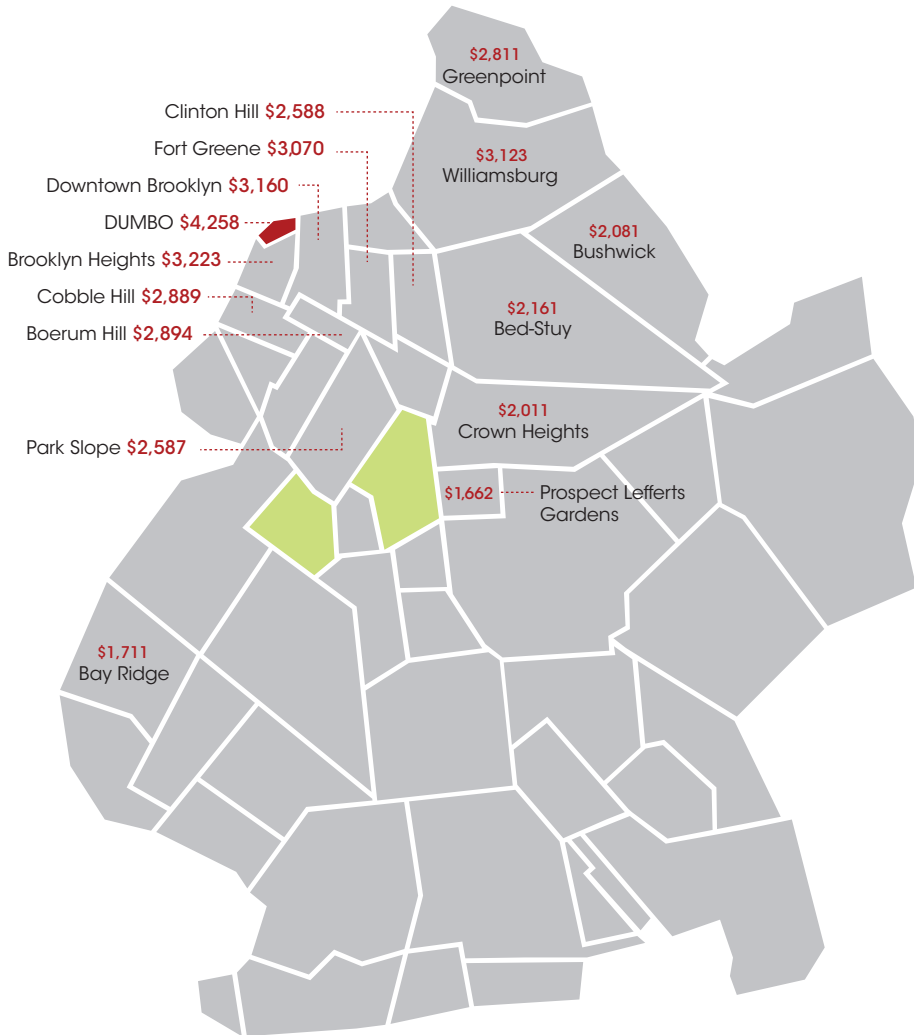 $2,811
Greenpoint
Clinton Hill $2,588
Fort Greene $3,070
$3,123
Williamsburg
Downtown Brooklyn $3,160
DUMBO $4,258
$2,081
Bushwick
Brooklyn Heights $3,223
Cobble Hill $2,889
$2,161
Bed-Stuy
Boerum Hill $2,894
$2,011
Crown Heights
Park Slope $2,587
$1,662 Prospect Lefferts
Gardens
$1,711
Bay Ridge